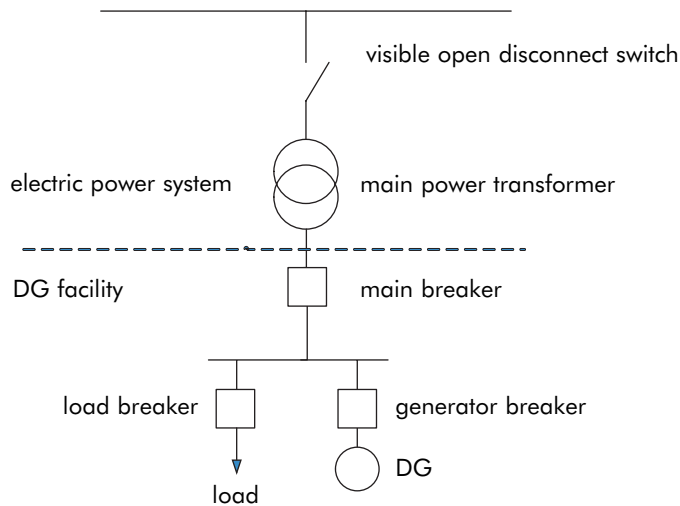 visible open disconnect switch
electric power system
main power transformer
DG facility
main breaker
load breaker
generator breaker
DG
load